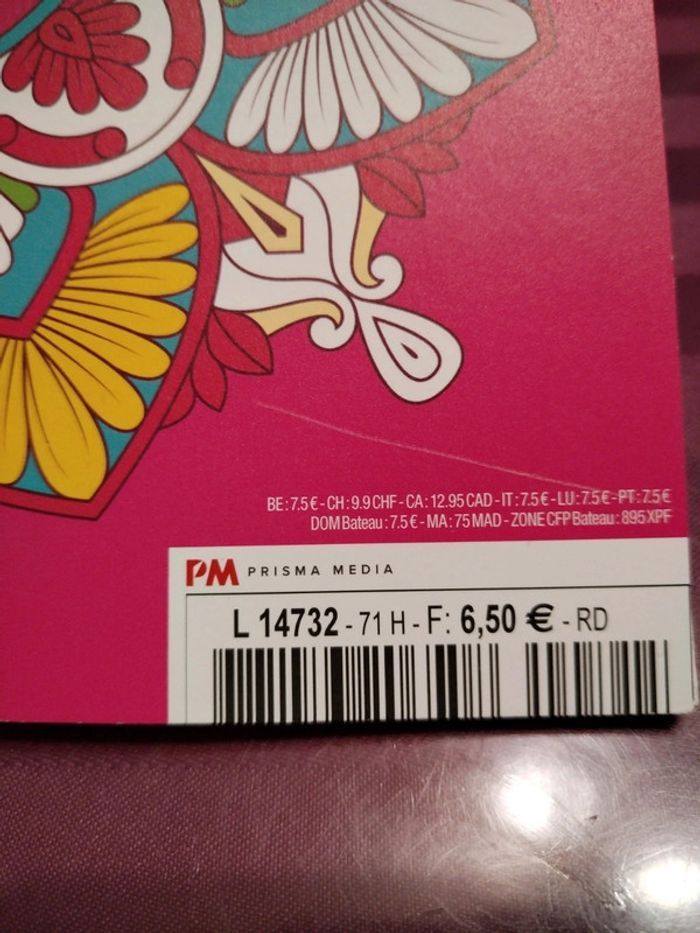 BE : 7.5 € - CH : 9.9 CHF - CA : 12.95 CAD - IT : 7.5 € - LU : 7.5 € - PT : 7.5 €
DOM Bateau : 7.5 € - MA : 75 MAD - ZONE CFP Bateau : 895 XPF
PM PRISMA MEDIA
L 14732 - 71 H - F: 6,50 € - RD